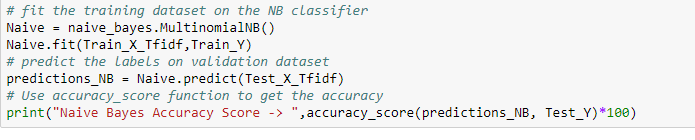 # fit the training dataset on the NB classifier
Naive = naive_bayes.MultinomialNB()
Naive.fit(Train_X_Tfidf,Train_Y)
# predict the labels on validation dataset
predictions_NB = Naive.predict(Test_X_Tfidf)
# Use accuracy_score function to get the accuracy
print("Naive Bayes Accuracy Score -> ",accuracy_score(predictions_NB, Test_Y)*100)